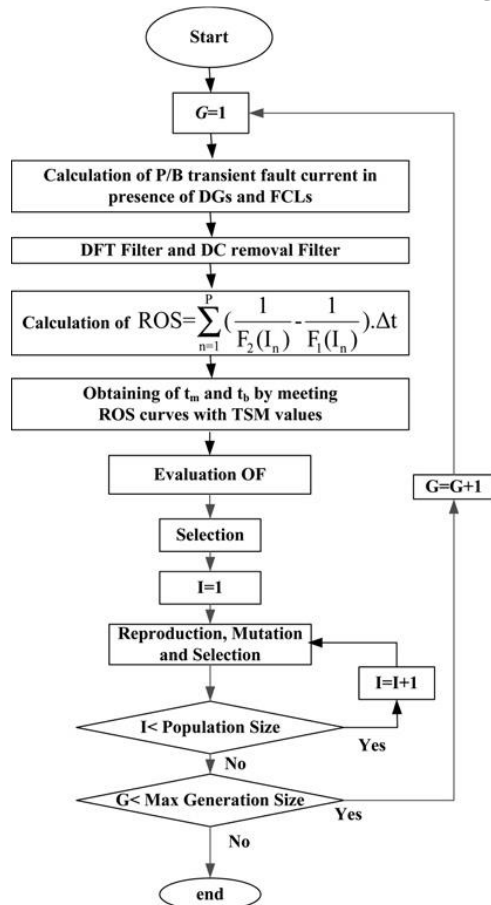 Start
G=1
Calculation of P/B transient fault current in
presence of DGs and FCLs
DFT Filter and DC removal Filter
Calculation of ROS=∑_{n=1}^{P}(1/F₂(Iₙ)-1/F₁(Iₙ)).Δt
Obtaining of tₘ and t_b by meeting
ROS curves with TSM values
Evaluation OF
G=G+1
Selection
I=1
Reproduction, Mutation
and Selection
I=I+1
I< Population Size
Yes
No
G< Max Generation Size
Yes
No
end